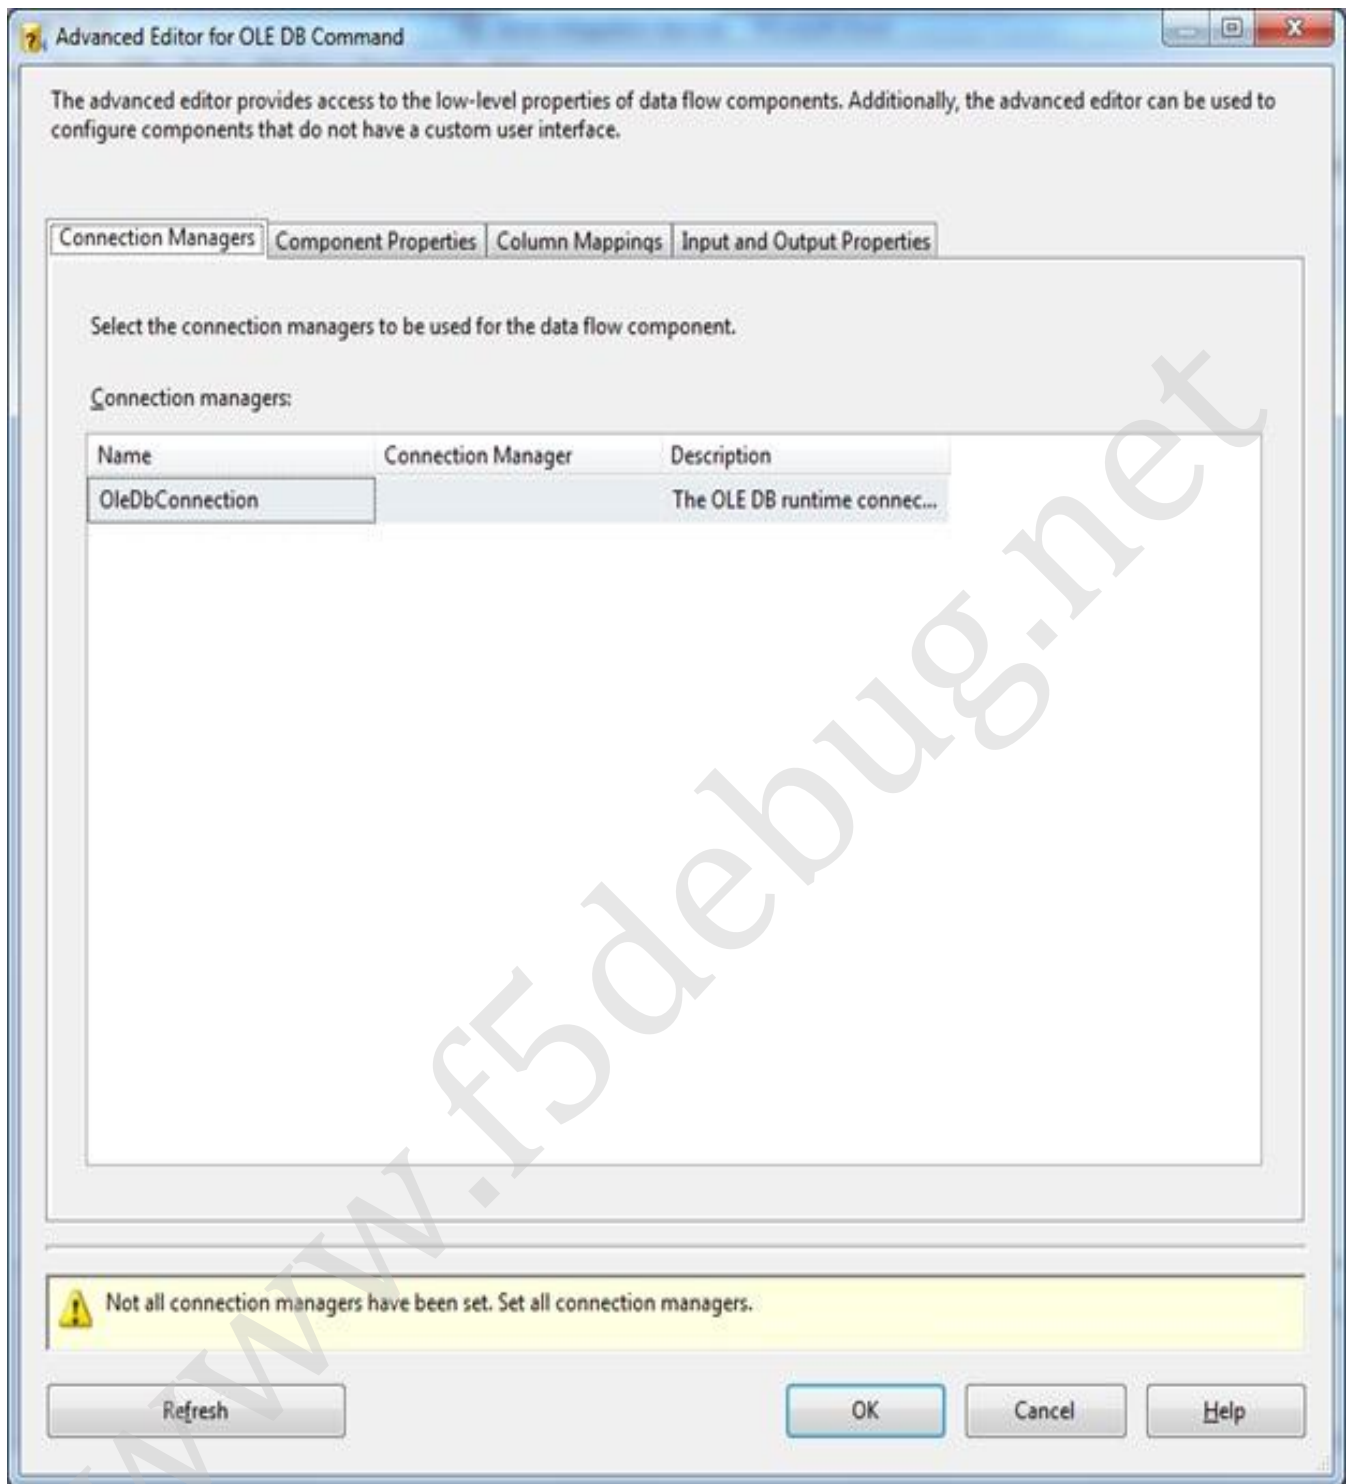 Advanced Editor for OLE DB Command
The advanced editor provides access to the low-level properties of data flow components. Additionally, the advanced editor can be used to
configure components that do not have a custom user interface.
Connection Managers Component Properties Column Mappings Input and Output Properties
Select the connection managers to be used for the data flow component.
Connection managers:
Name Connection Manager Description
OleDbConnection The OLE DB runtime connec...
Not all connection managers have been set. Set all connection managers.
Refresh OK Cancel Help
www.f5debug.net